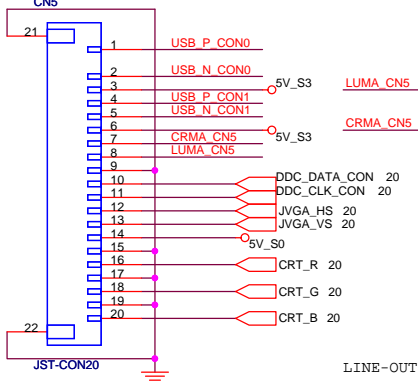 CN5
21
1 USB_P_CON0
2 USB_N_CON0
3 5V_S3 LUMA_CN5
4 USB_P_CON1
5 USB_N_CON1
6 5V_S3 CRMA_CN5
7 CRMA_CN5
8 LUMA_CN5
9
10 DDC_DATA_CON 20
11 DDC_CLK_CON 20
12 JVGA_HS 20
13 JVGA_VS 20
14 5V_S0
15
16 CRT_R 20
17
18 CRT_G 20
19
20 CRT_B 20
22
JST-CON20
LINE-OUT